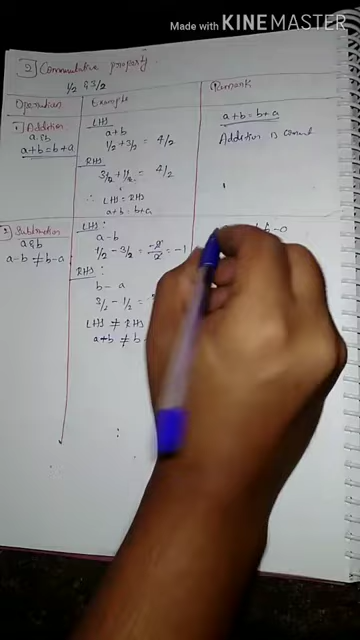 Made with KINEMASTER
2 Commutative property
1/2 & 3/2
Operation
Example
Remark
1 Addition
a & b
a+b = b+a
LHS
a+b
1/2 + 3/2 = 4/2
RHS
3/2 + 1/2 = 4/2
∴ LHS = RHS
a+b = b+a
a+b = b+a
Addition is
Subtraction
a & b
a-b ≠ b-a
LHS:
a-b
1/2 - 3/2 = -2/2 = -1
RHS:
b - a
3/2 - 1/2 =
LHS ≠ RHS
a+b ≠ b